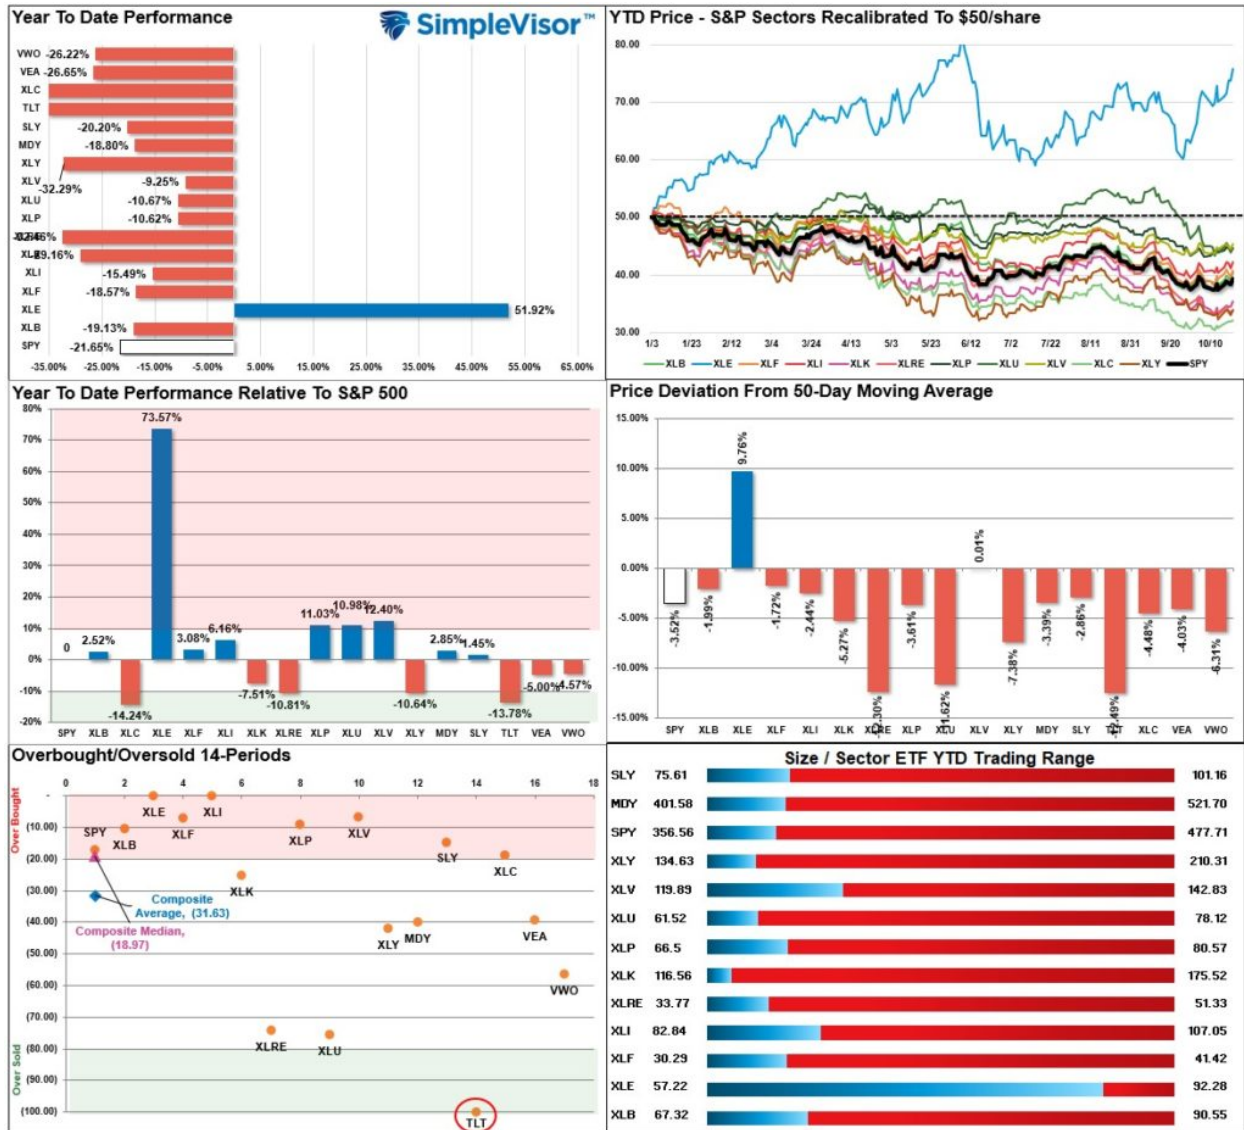 Year To Date Performance
SimpleVisor™
VWO -26.22%
VEA -26.65%
XLC
TLT
SLY -20.20%
MDY -18.80%
XLY
-32.29%
XLV -9.25%
XLU -10.67%
XLP -10.62%
-29.16%
XLI -15.49%
XLF -18.57%
XLE 51.92%
XLB -19.13%
SPY -21.65%
-35.00% -25.00% -15.00% -5.00% 5.00% 15.00% 25.00% 35.00% 45.00% 55.00% 65.00%
YTD Price - S&P Sectors Recalibrated To $50/share
80.00
70.00
60.00
50.00
40.00
30.00
1/3 1/23 2/12 3/4 3/24 4/13 5/3 5/23 6/12 7/2 7/22 8/11 8/31 9/20 10/10
XLB XLE XLF XLI XLK XLRE XLP XLU XLV XLC XLY SPY
Year To Date Performance Relative To S&P 500
80%
70%
60%
50%
40%
30%
20%
10%
0%
-10%
-20%
0 2.52% -14.24% 73.57% 3.08% 6.16% -7.51% -10.81% 11.03% 10.98% 12.40% -10.64% 2.85% 1.45% -13.78% -5.00% -4.57%
SPY XLB XLC XLE XLF XLI XLK XLRE XLP XLU XLV XLY MDY SLY TLT VEA VWO
Price Deviation From 50-Day Moving Average
15.00%
10.00%
5.00%
0.00%
-5.00%
-10.00%
-15.00%
-3.52% -1.99% 9.76% -1.72% -2.44% -5.27% -12.30% -3.61% -11.62% 0.01% -7.38% -3.39% -2.86% -12.49% -4.48% -4.03% -6.31%
SPY XLB XLE XLF XLI XLK XLRE XLP XLU XLV XLY MDY SLY TLT XLC VEA VWO
Overbought/Oversold 14-Periods
0 2 4 6 8 10 12 14 16 18
-
(10.00)
(20.00)
(30.00)
(40.00)
(50.00)
(60.00)
(70.00)
(80.00)
(90.00)
(100.00)
Over Bought
Over Sold
XLE
XLI
XLF
SPY
XLB
XLP
XLV
SLY
XLC
XLK
Composite
Average, (31.63)
Composite Median,
(18.97)
XLY
MDY
VEA
VWO
XLRE
XLU
TLT
Size / Sector ETF YTD Trading Range
SLY 75.61 101.16
MDY 401.58 521.70
SPY 356.56 477.71
XLY 134.63 210.31
XLV 119.89 142.83
XLU 61.52 78.12
XLP 66.5 80.57
XLK 116.56 175.52
XLRE 33.77 51.33
XLI 82.84 107.05
XLF 30.29 41.42
XLE 57.22 92.28
XLB 67.32 90.55